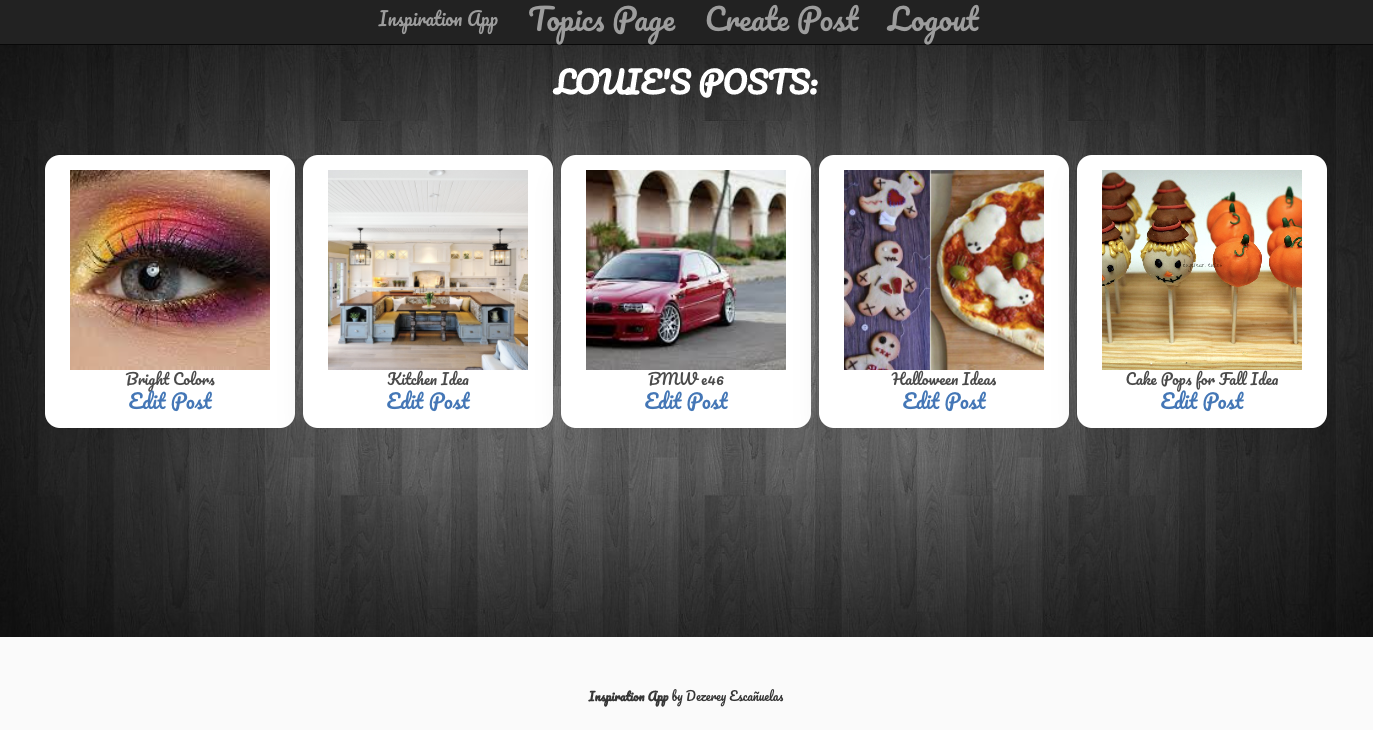 Inspiration App Topics Page Create Post Logout
LOUIE'S POSTS:
Bright Colors
Edit Post
Kitchen Idea
Edit Post
BMW e46
Edit Post
Halloween Ideas
Edit Post
Cake Pops for Fall Idea
Edit Post
Inspiration App by Dezerey Escañuelas